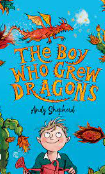 THE BOY
WHO GREW
DRAGONS
Andy Shepherd